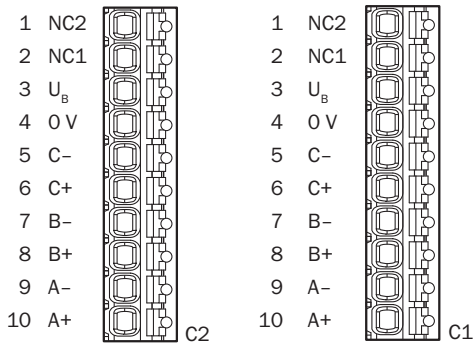 1 NC2
2 NC1
3 U_B
4 0 V
5 C–
6 C+
7 B–
8 B+
9 A–
10 A+
C2
1 NC2
2 NC1
3 U_B
4 0 V
5 C–
6 C+
7 B–
8 B+
9 A–
10 A+
C1